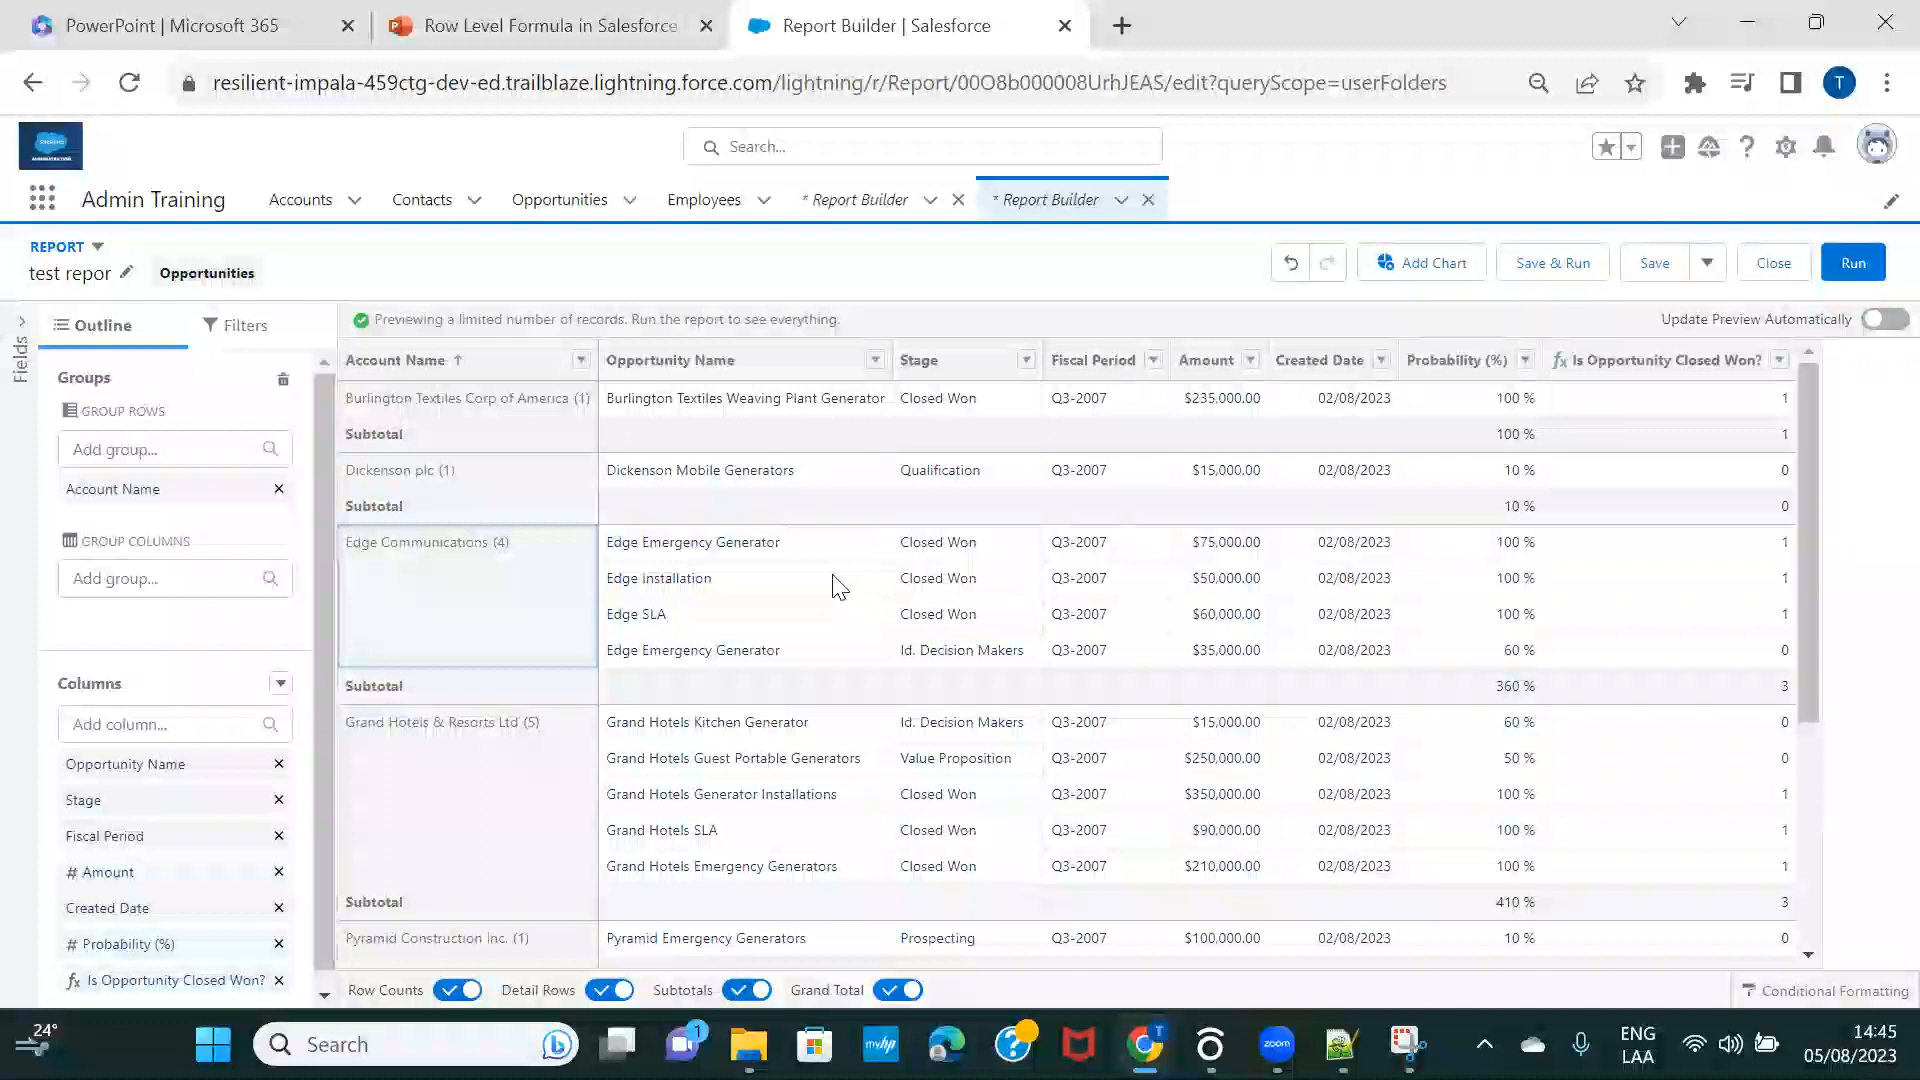 PowerPoint | Microsoft 365
Row Level Formula in Salesforce
Report Builder | Salesforce
resilient-impala-459ctg-dev-ed.trailblaze.lightning.force.com/lightning/r/Report/00O8b000008UrhJEAS/edit?queryScope=userFolders
T
Search...
Admin Training
Accounts
Contacts
Opportunities
Employees
* Report Builder
* Report Builder
REPORT
test repor
Opportunities
Add Chart
Save & Run
Save
Close
Run
Fields
Outline
Filters
Previewing a limited number of records. Run the report to see everything.
Update Preview Automatically
Groups
GROUP ROWS
Add group...
Account Name
GROUP COLUMNS
Add group...
Columns
Add column...
Opportunity Name
Stage
Fiscal Period
# Amount
Created Date
# Probability (%)
fx Is Opportunity Closed Won?
Account Name ↑ Opportunity Name Stage Fiscal Period Amount Created Date Probability (%) fx Is Opportunity Closed Won?
Burlington Textiles Corp of America (1) Burlington Textiles Weaving Plant Generator Closed Won Q3-2007 $235,000.00 02/08/2023 100 % 1
Subtotal 100 % 1
Dickenson plc (1) Dickenson Mobile Generators Qualification Q3-2007 $15,000.00 02/08/2023 10 % 0
Subtotal 10 % 0
Edge Communications (4) Edge Emergency Generator Closed Won Q3-2007 $75,000.00 02/08/2023 100 % 1
Edge Installation Closed Won Q3-2007 $50,000.00 02/08/2023 100 % 1
Edge SLA Closed Won Q3-2007 $60,000.00 02/08/2023 100 % 1
Edge Emergency Generator Id. Decision Makers Q3-2007 $35,000.00 02/08/2023 60 % 0
Subtotal 360 % 3
Grand Hotels & Resorts Ltd (5) Grand Hotels Kitchen Generator Id. Decision Makers Q3-2007 $15,000.00 02/08/2023 60 % 0
Grand Hotels Guest Portable Generators Value Proposition Q3-2007 $250,000.00 02/08/2023 50 % 0
Grand Hotels Generator Installations Closed Won Q3-2007 $350,000.00 02/08/2023 100 % 1
Grand Hotels SLA Closed Won Q3-2007 $90,000.00 02/08/2023 100 % 1
Grand Hotels Emergency Generators Closed Won Q3-2007 $210,000.00 02/08/2023 100 % 1
Subtotal 410 % 3
Pyramid Construction Inc. (1) Pyramid Emergency Generators Prospecting Q3-2007 $100,000.00 02/08/2023 10 % 0
Row Counts
Detail Rows
Subtotals
Grand Total
Conditional Formatting
24°
Search
1
myhp
T
zoom
ENG
LAA
14:45
05/08/2023